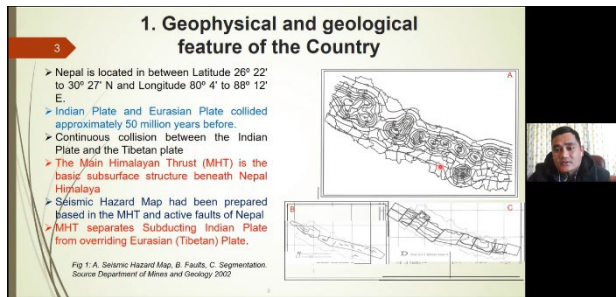 1. Geophysical and geological
feature of the Country
3
Nepal is located in between Latitude 26º 22'
to 30º 27' N and Longitude 80º 4' to 88º 12'
E.
Indian Plate and Eurasian Plate collided
approximately 50 million years before.
Continuous collision between the Indian
Plate and the Tibetan plate
The Main Himalayan Thrust (MHT) is the
basic subsurface structure beneath Nepal
Himalaya
Seismic Hazard Map had been prepared
based in the MHT and active faults of Nepal
MHT separates Subducting Indian Plate
from overriding Eurasian (Tibetan) Plate.
A
B
C
Fig 1: A. Seismic Hazard Map, B. Faults, C. Segmentation.
Source Department of Mines and Geology 2002